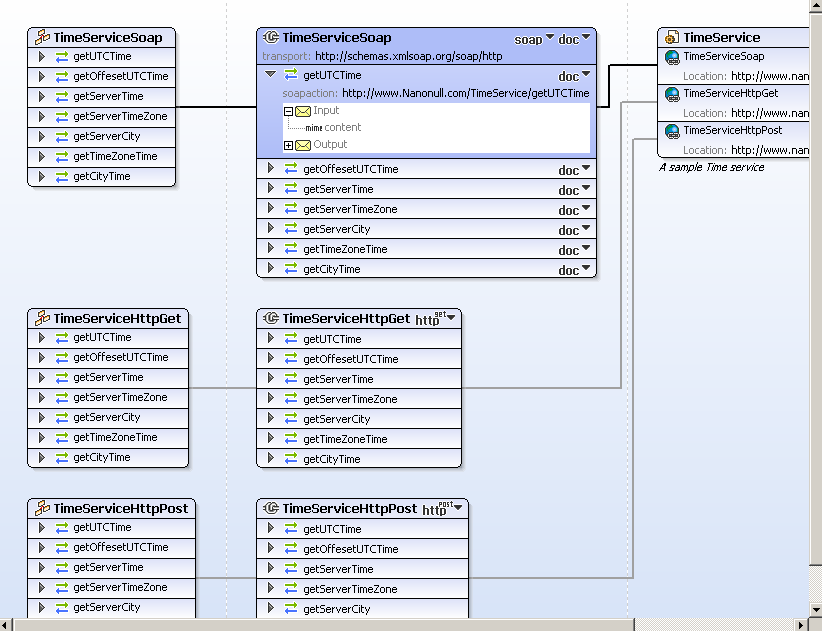 TimeServiceSoap
getUTCTime
getOffesetUTCTime
getServerTime
getServerTimeZone
getServerCity
getTimeZoneTime
getCityTime
TimeServiceSoap soap doc
transport: http://schemas.xmlsoap.org/soap/http
getUTCTime doc
soapaction: http://www.Nanonull.com/TimeService/getUTCTime
Input
mime content
Output
getOffesetUTCTime doc
getServerTime doc
getServerTimeZone doc
getServerCity doc
getTimeZoneTime doc
getCityTime doc
TimeService
TimeServiceSoap
Location: http://www.nan
TimeServiceHttpGet
Location: http://www.nan
TimeServiceHttpPost
Location: http://www.nan
A sample Time service
TimeServiceHttpGet
getUTCTime
getOffesetUTCTime
getServerTime
getServerTimeZone
getServerCity
getTimeZoneTime
getCityTime
TimeServiceHttpGet http get
getUTCTime
getOffesetUTCTime
getServerTime
getServerTimeZone
getServerCity
getTimeZoneTime
getCityTime
TimeServiceHttpPost
getUTCTime
getOffesetUTCTime
getServerTime
getServerTimeZone
getServerCity
TimeServiceHttpPost http post
getUTCTime
getOffesetUTCTime
getServerTime
getServerTimeZone
getServerCity